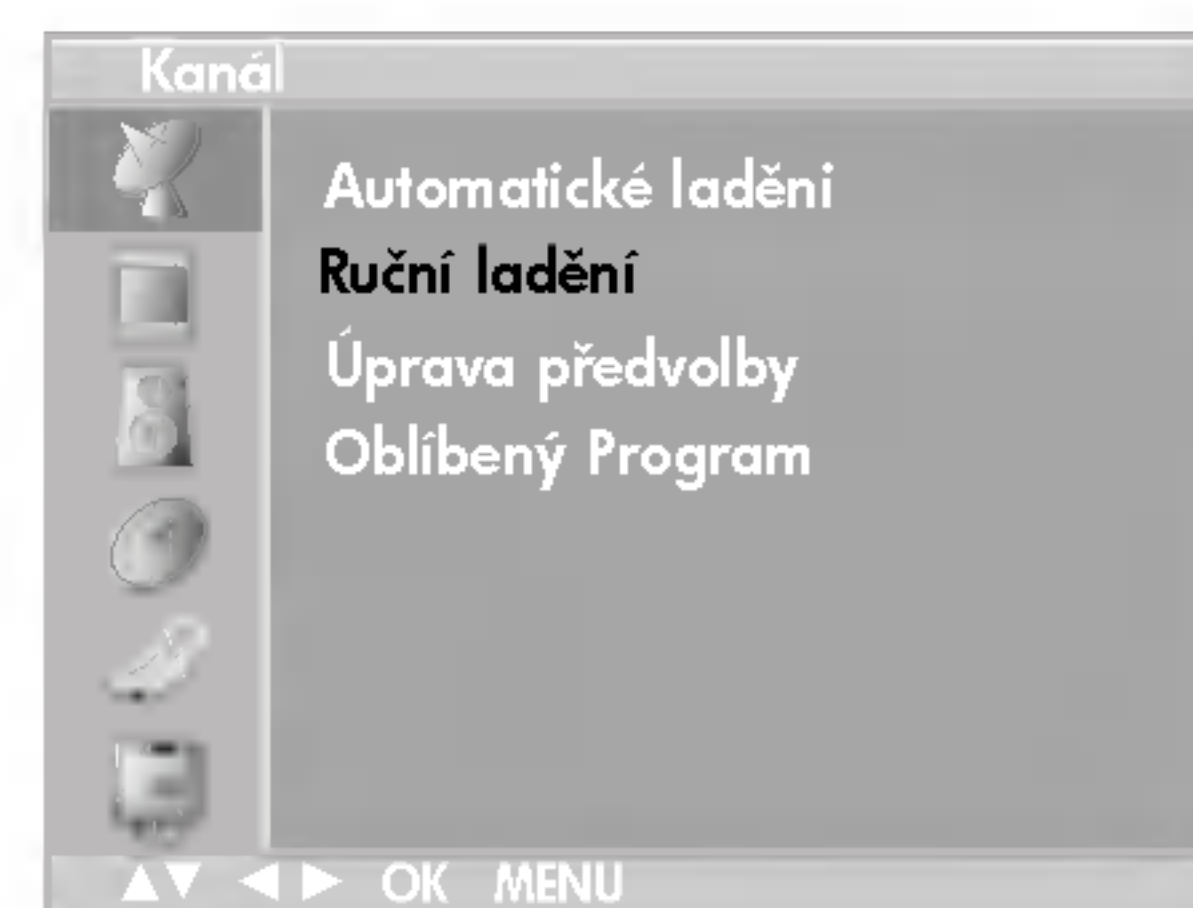 Kanál
Automatické laděni
Ruční ladění
Úprava předvolby
Oblíbený Program
▲▼ ◀ ▶ OK MENU